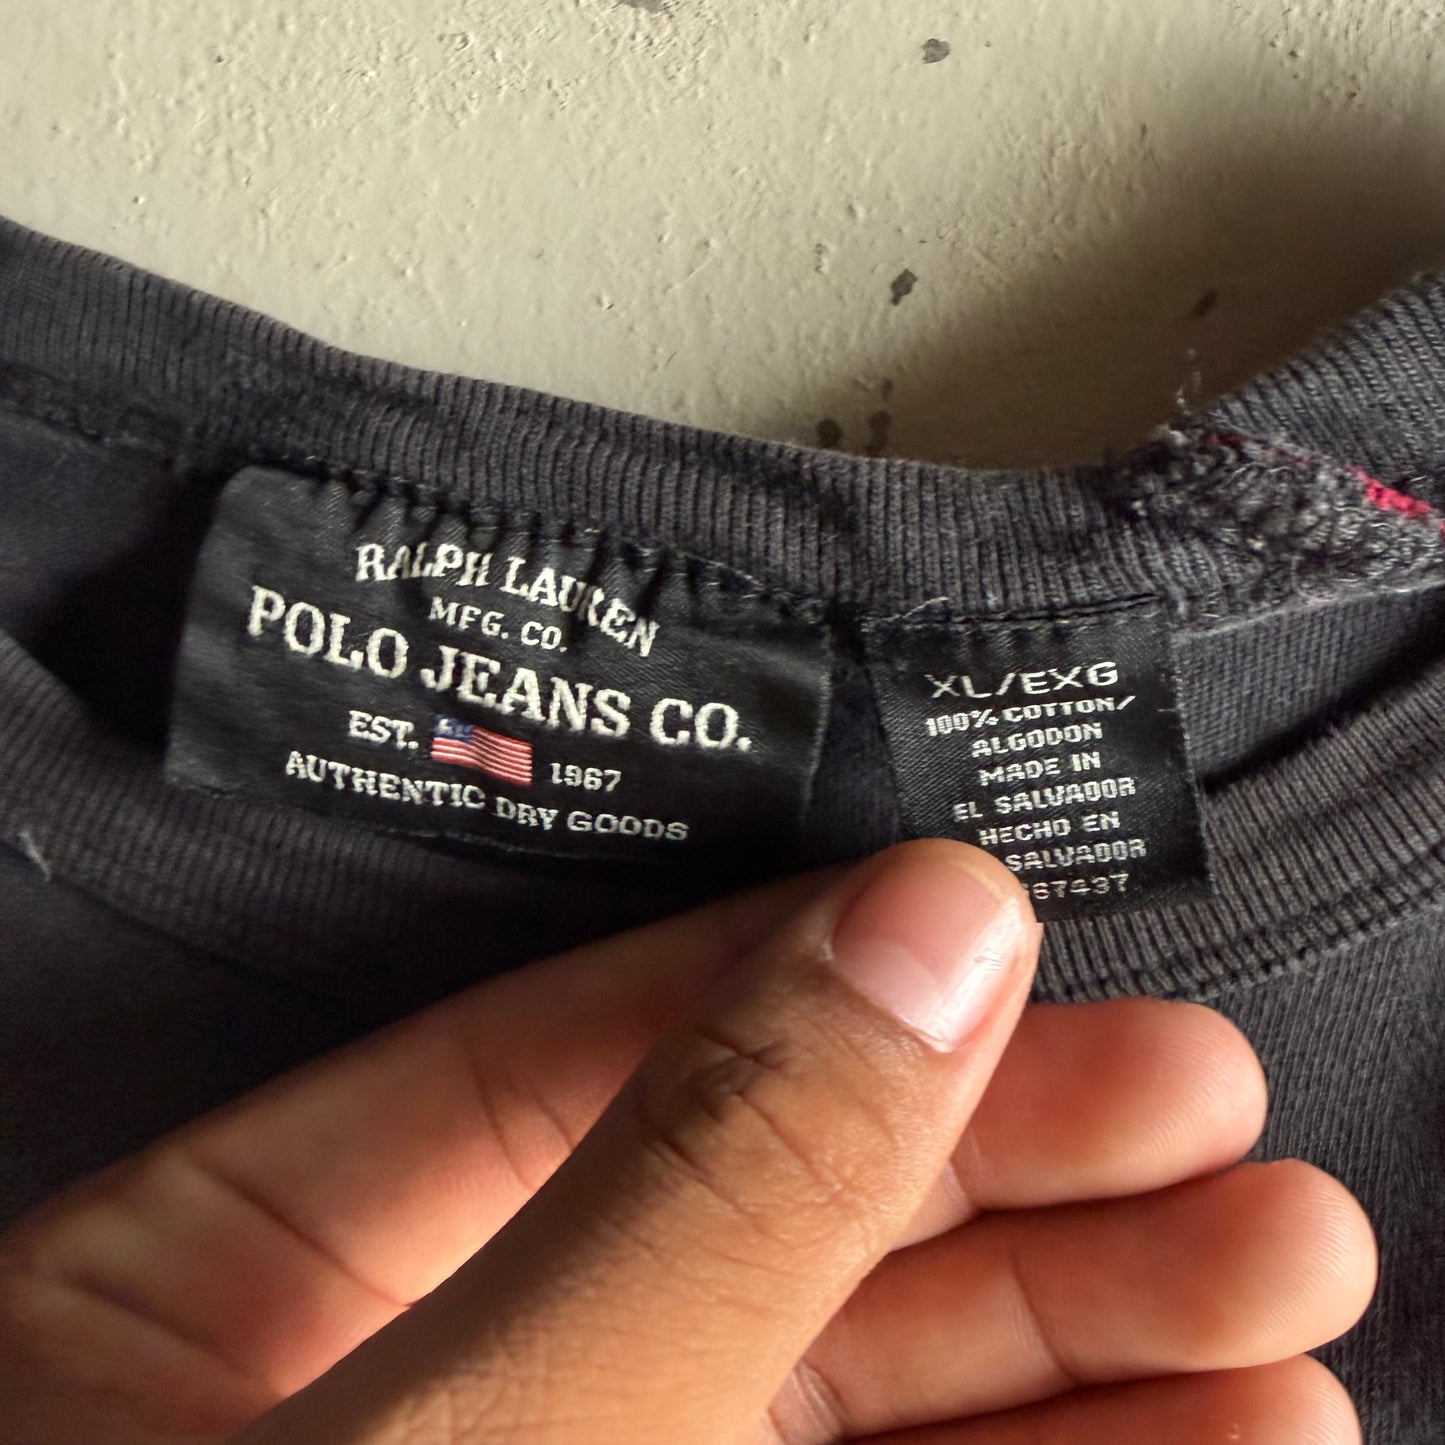 RALPH LAUREN
MFG. CO.
POLO JEANS CO.
EST. 1967
AUTHENTIC DRY GOODS
XL/EXG
100% COTTON/
ALGODON
MADE IN
EL SALVADOR
HECHO EN
SALVADOR